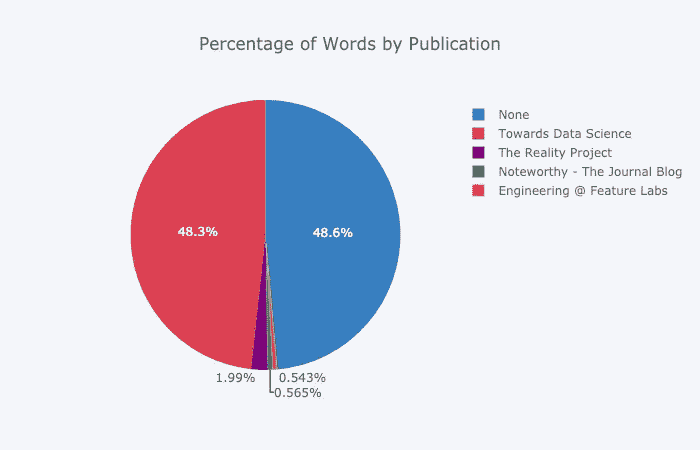 Percentage of Words by Publication
None
Towards Data Science
The Reality Project
Noteworthy - The Journal Blog
Engineering @ Feature Labs
48.3%
48.6%
1.99%
0.543%
0.565%